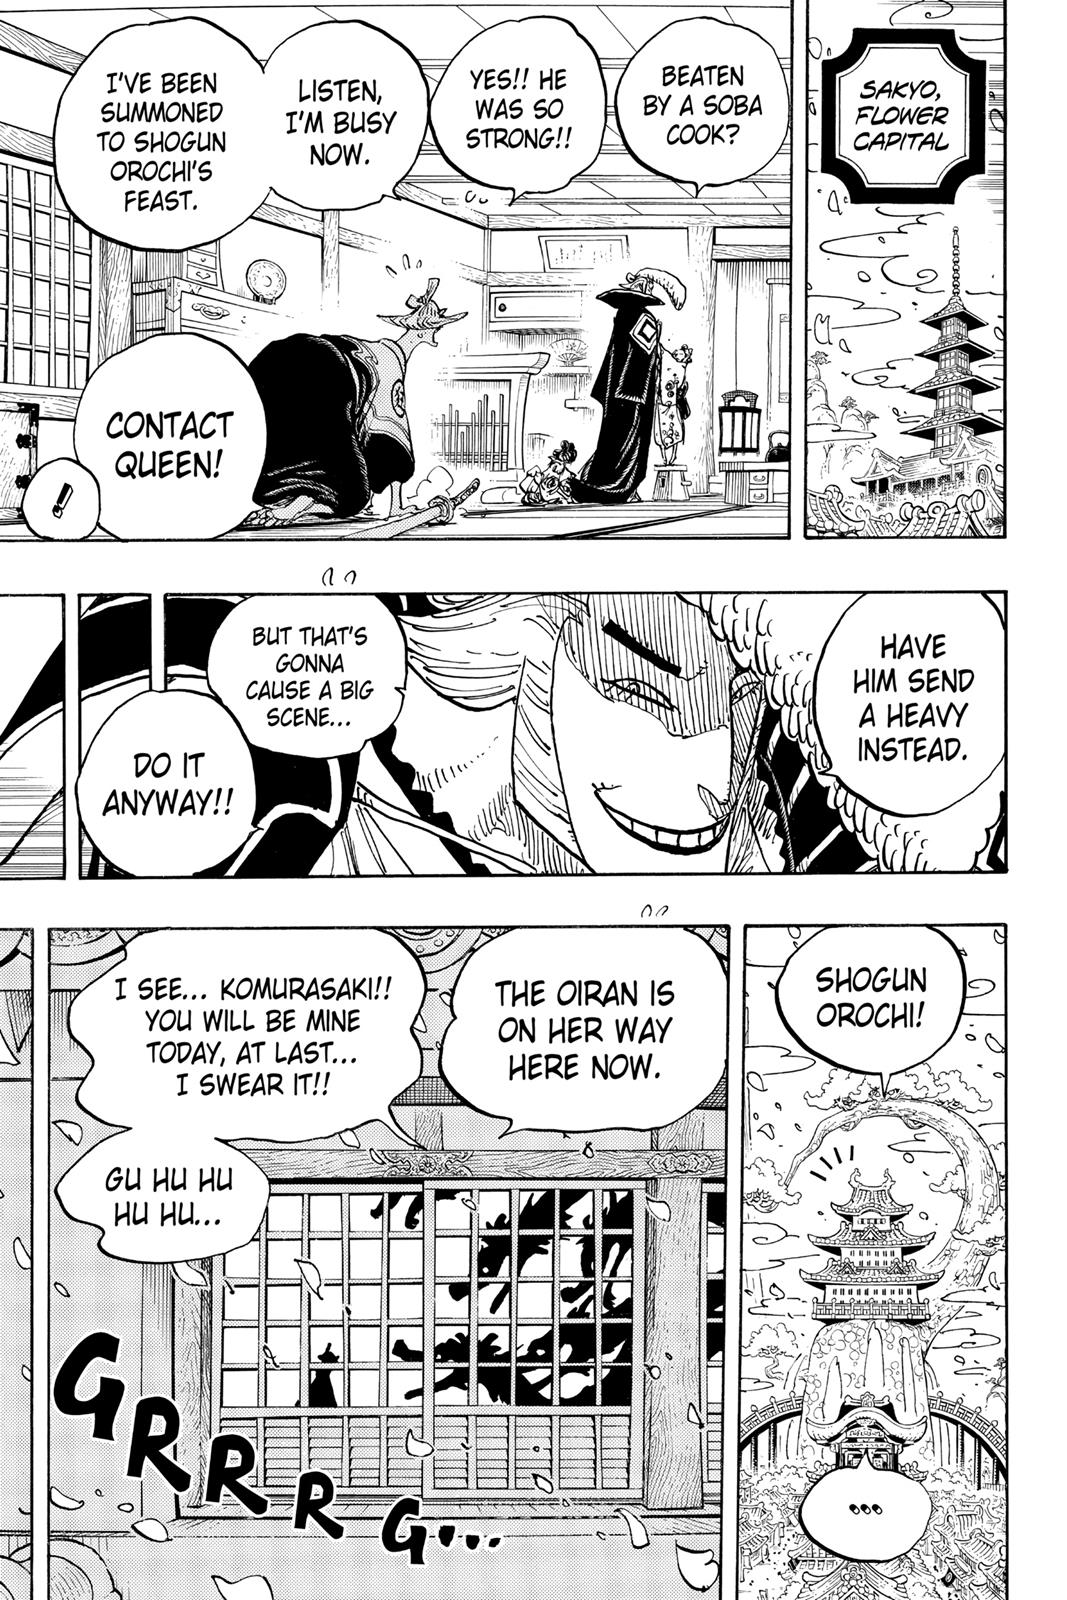 SAKYO,
FLOWER
CAPITAL
BEATEN
BY A SOBA
COOK?
YES!! HE
WAS SO
STRONG!!
LISTEN,
I'M BUSY
NOW.
I'VE BEEN
SUMMONED
TO SHOGUN
OROCHI'S
FEAST.
CONTACT
QUEEN!
!
HAVE
HIM SEND
A HEAVY
INSTEAD.
BUT THAT'S
GONNA
CAUSE A BIG
SCENE...
DO IT
ANYWAY!!
SHOGUN
OROCHI!
...
THE OIRAN IS
ON HER WAY
HERE NOW.
I SEE... KOMURASAKI!!
YOU WILL BE MINE
TODAY, AT LAST...
I SWEAR IT!!
GU HU HU
HU HU...
GRRRRG...